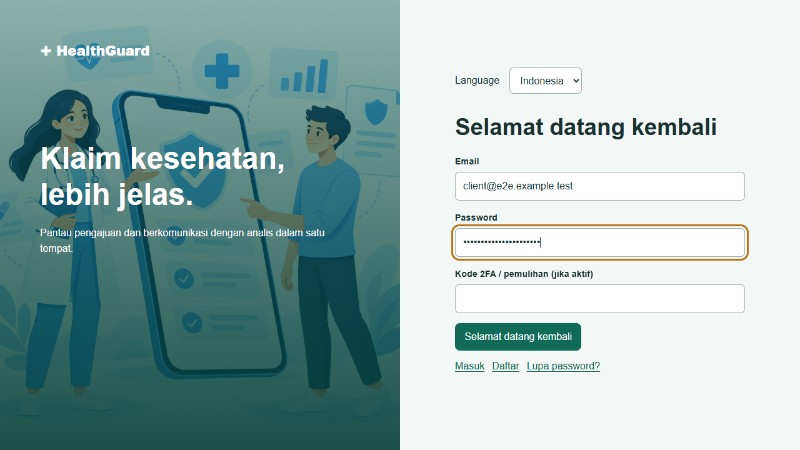 + HealthGuard
Klaim kesehatan,
lebih jelas.
Pantau pengajuan dan berkomunikasi dengan analis dalam satu
tempat.
Language Indonesia
Selamat datang kembali
Email
client@e2e.example.test
Password
••••••••••••••••••••••
Kode 2FA / pemulihan (jika aktif)
Selamat datang kembali
Masuk Daftar Lupa password?